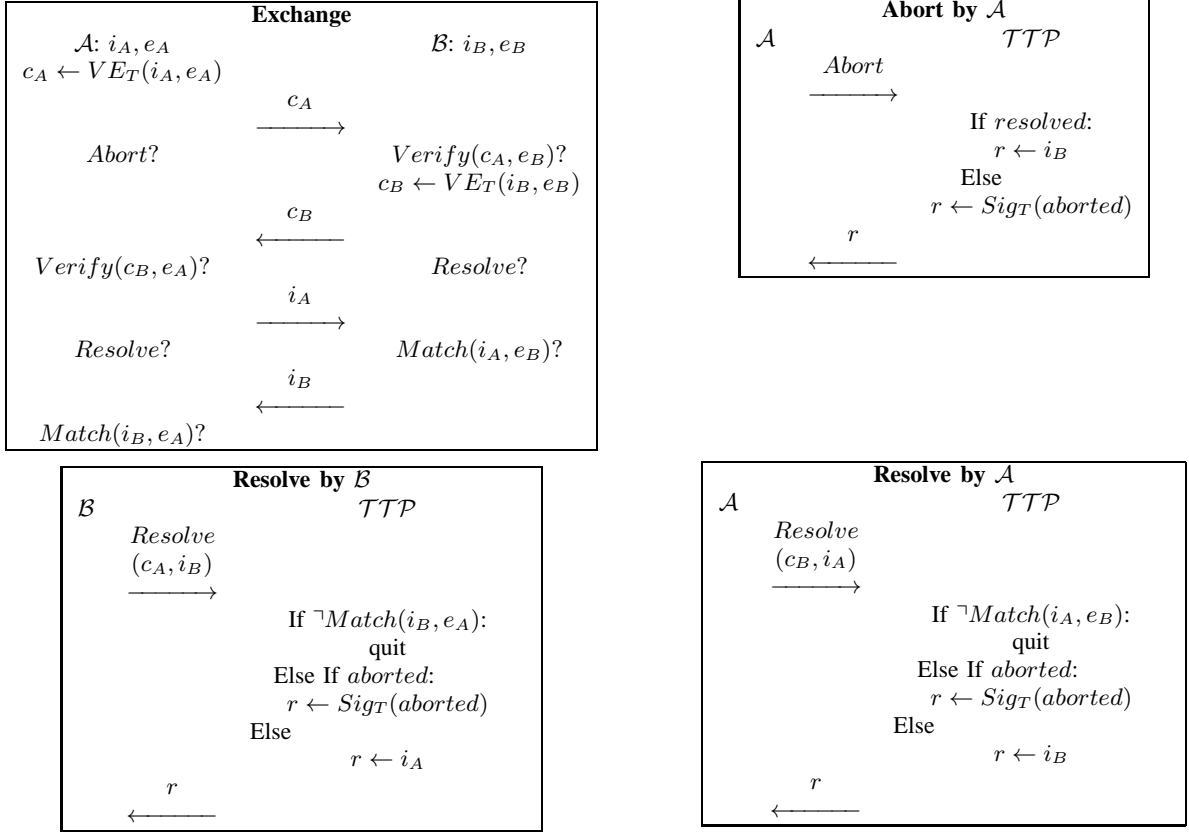 Exchange
𝒜: i_A, e_A    ℬ: i_B, e_B
c_A ← VE_T(i_A, e_A)
c_A
Abort?    Verify(c_A, e_B)?
c_B ← VE_T(i_B, e_B)
c_B
Verify(c_B, e_A)?    Resolve?
i_A
Resolve?    Match(i_A, e_B)?
i_B
Match(i_B, e_A)?
Abort by 𝒜
𝒜    𝒯𝒯𝒫
Abort
If resolved:
r ← i_B
Else
r ← Sig_T(aborted)
r
Resolve by ℬ
ℬ    𝒯𝒯𝒫
Resolve
(c_A, i_B)
If ¬Match(i_B, e_A):
quit
Else If aborted:
r ← Sig_T(aborted)
Else
r ← i_A
r
Resolve by 𝒜
𝒜    𝒯𝒯𝒫
Resolve
(c_B, i_A)
If ¬Match(i_A, e_B):
quit
Else If aborted:
r ← Sig_T(aborted)
Else
r ← i_B
r